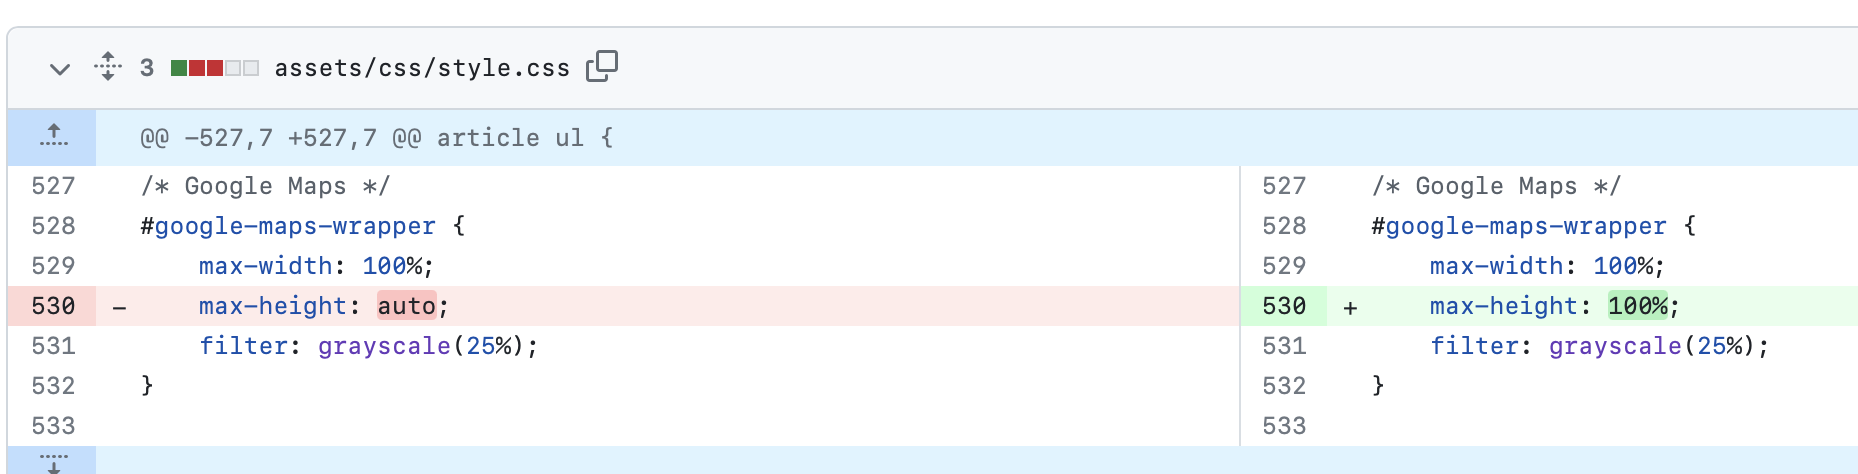 3 assets/css/style.css
@@ -527,7 +527,7 @@ article ul {
527 /* Google Maps */
528 #google-maps-wrapper {
529 max-width: 100%;
530 - max-height: auto;
531 filter: grayscale(25%);
532 }
533
527 /* Google Maps */
528 #google-maps-wrapper {
529 max-width: 100%;
530 + max-height: 100%;
531 filter: grayscale(25%);
532 }
533